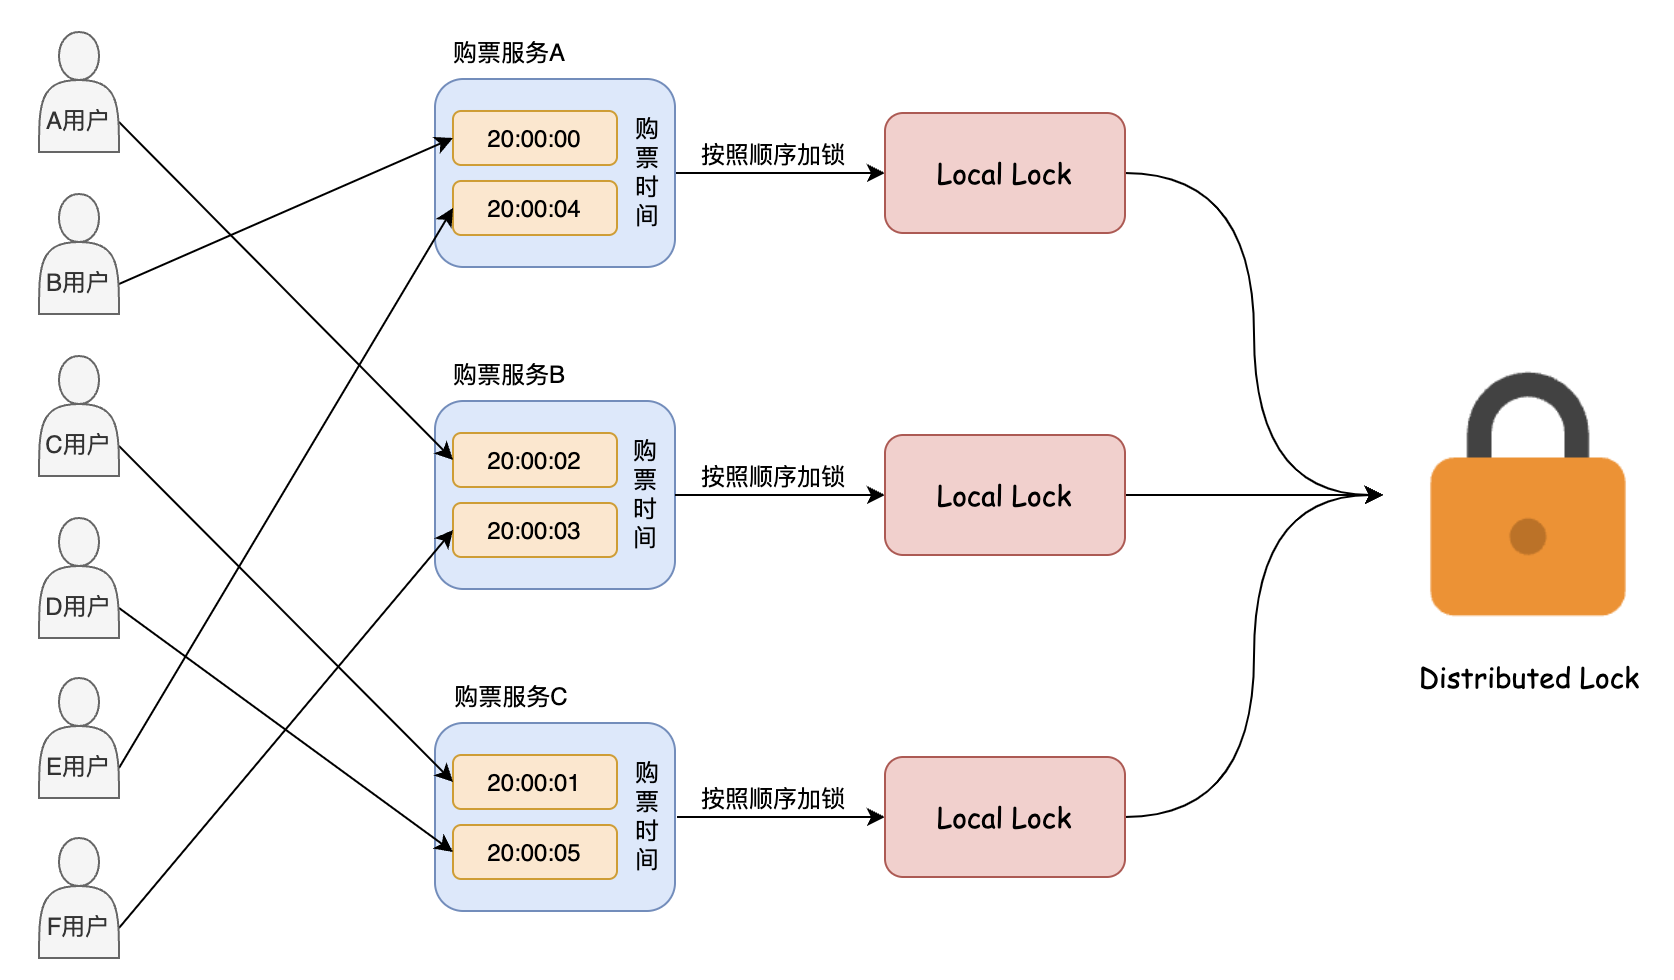 A用户
B用户
C用户
D用户
E用户
F用户
购票服务A
20:00:00
20:00:04
购票时间
按照顺序加锁
Local Lock
购票服务B
20:00:02
20:00:03
购票时间
按照顺序加锁
Local Lock
购票服务C
20:00:01
20:00:05
购票时间
按照顺序加锁
Local Lock
Distributed Lock